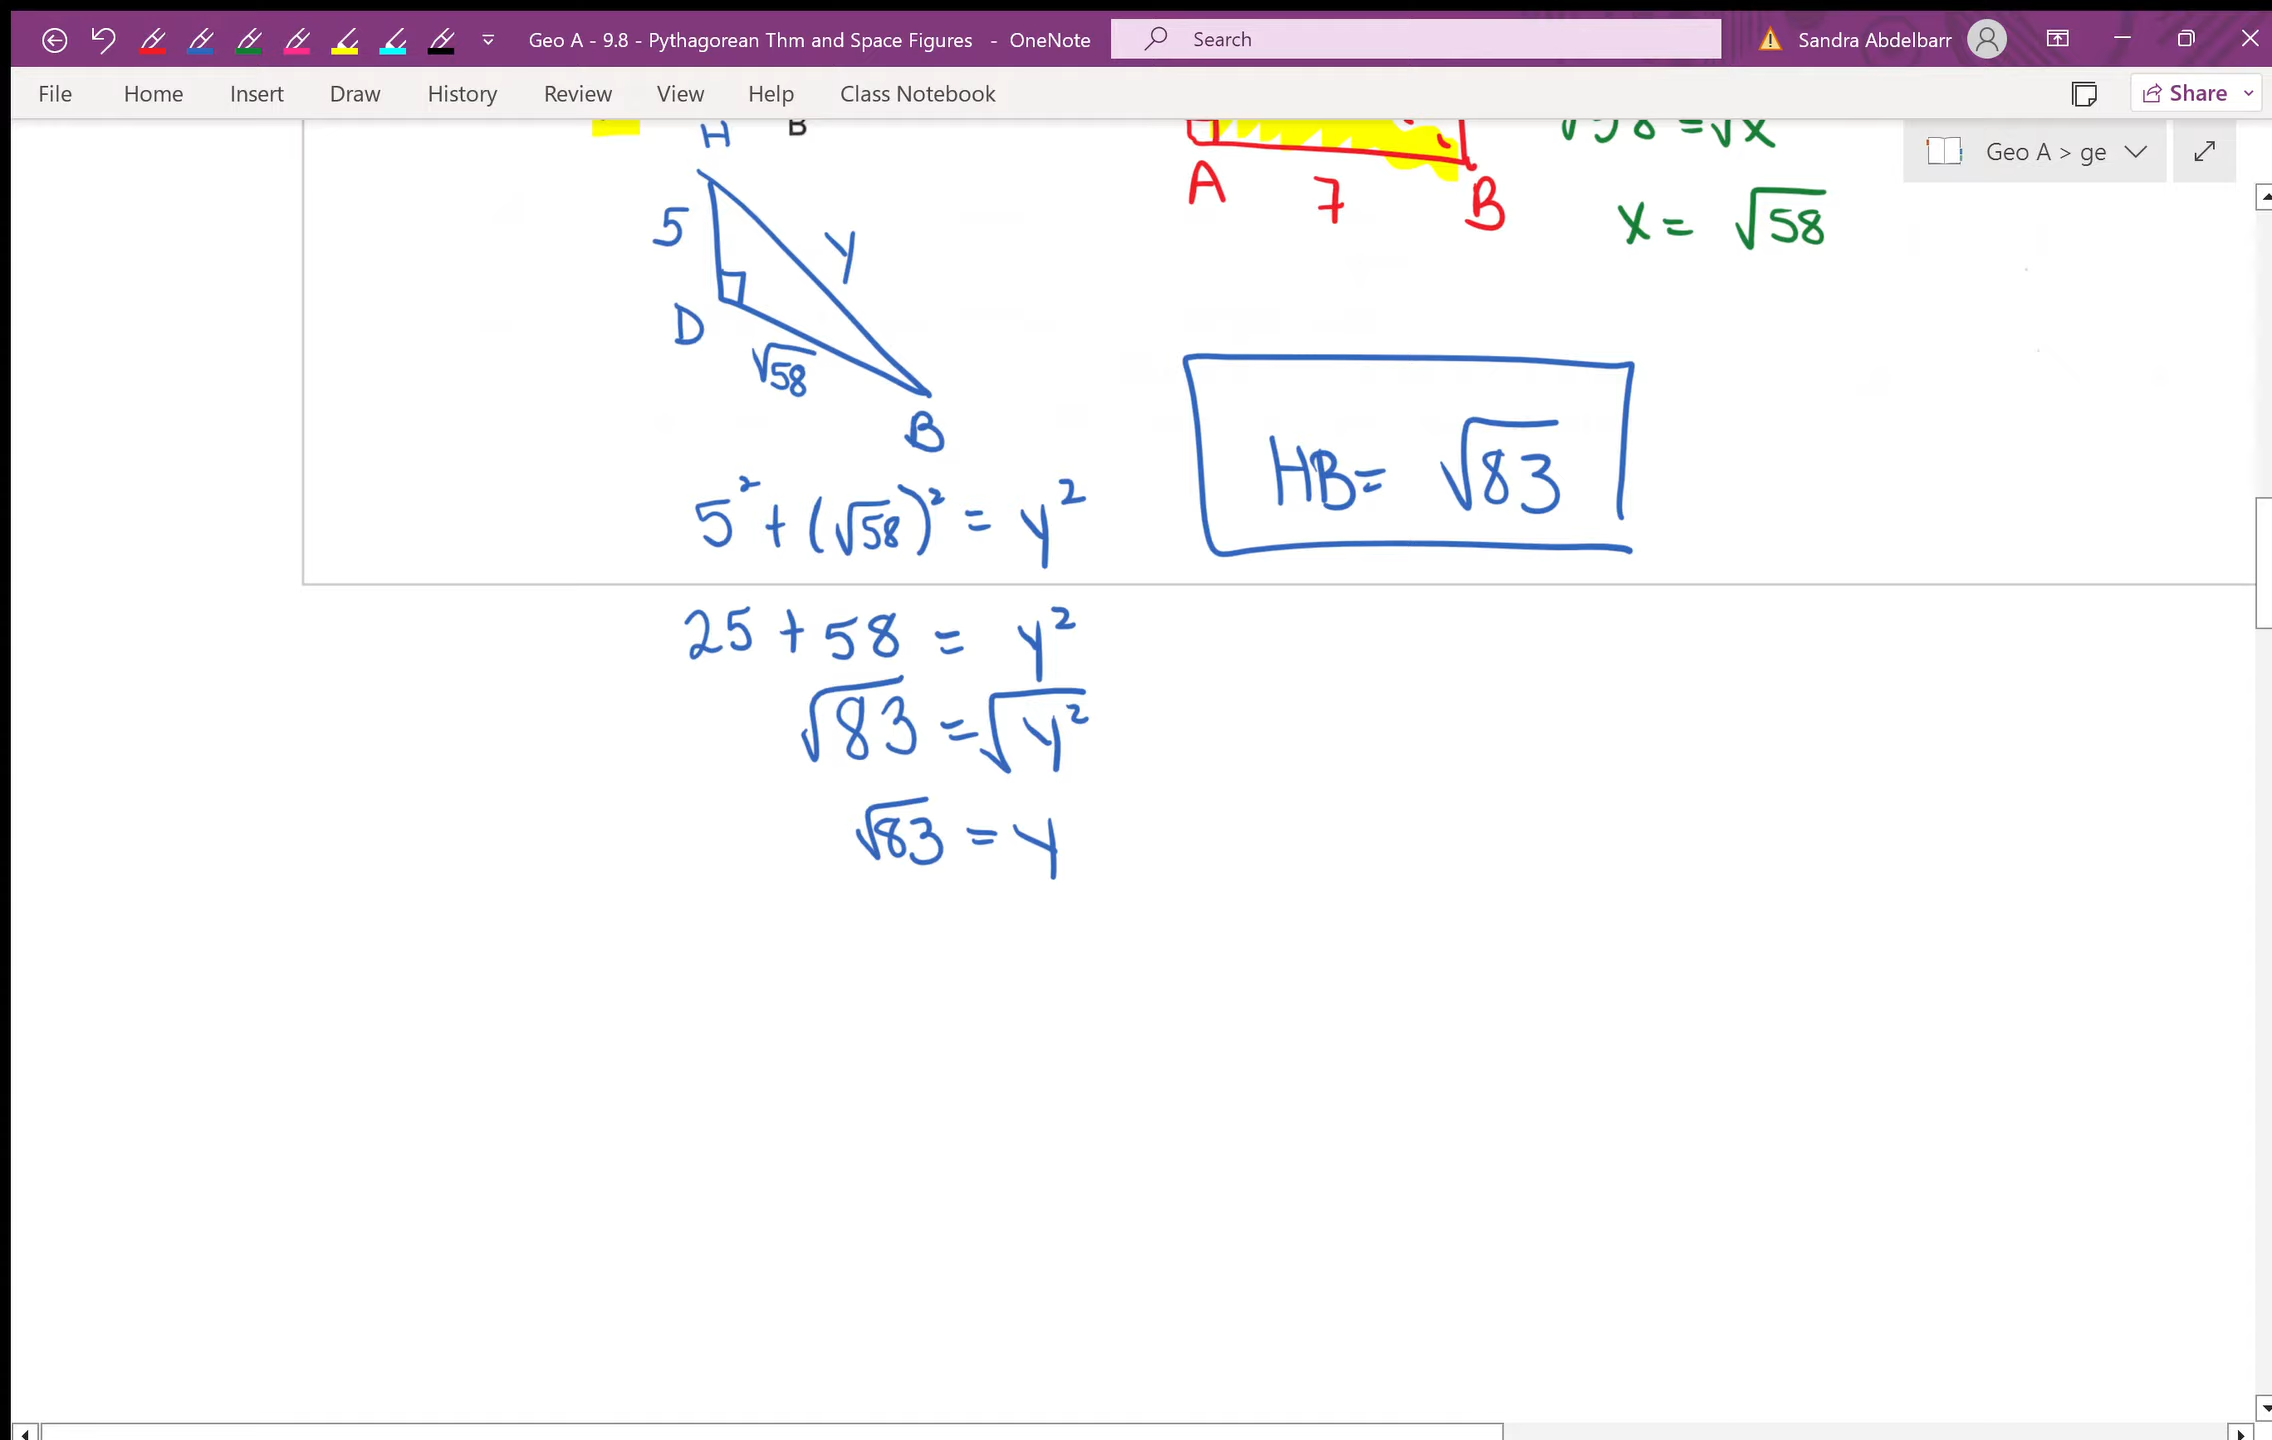 Geo A - 9.8 - Pythagorean Thm and Space Figures - OneNote
Search
Sandra Abdelbarr
File Home Insert Draw History Review View Help Class Notebook
Share
Geo A > ge
H B
A 7 B
x = √58
5 y
D
√58
B
HB = √83
5² + (√58)² = y²
25 + 58 = y²
√83 = √y²
√83 = y